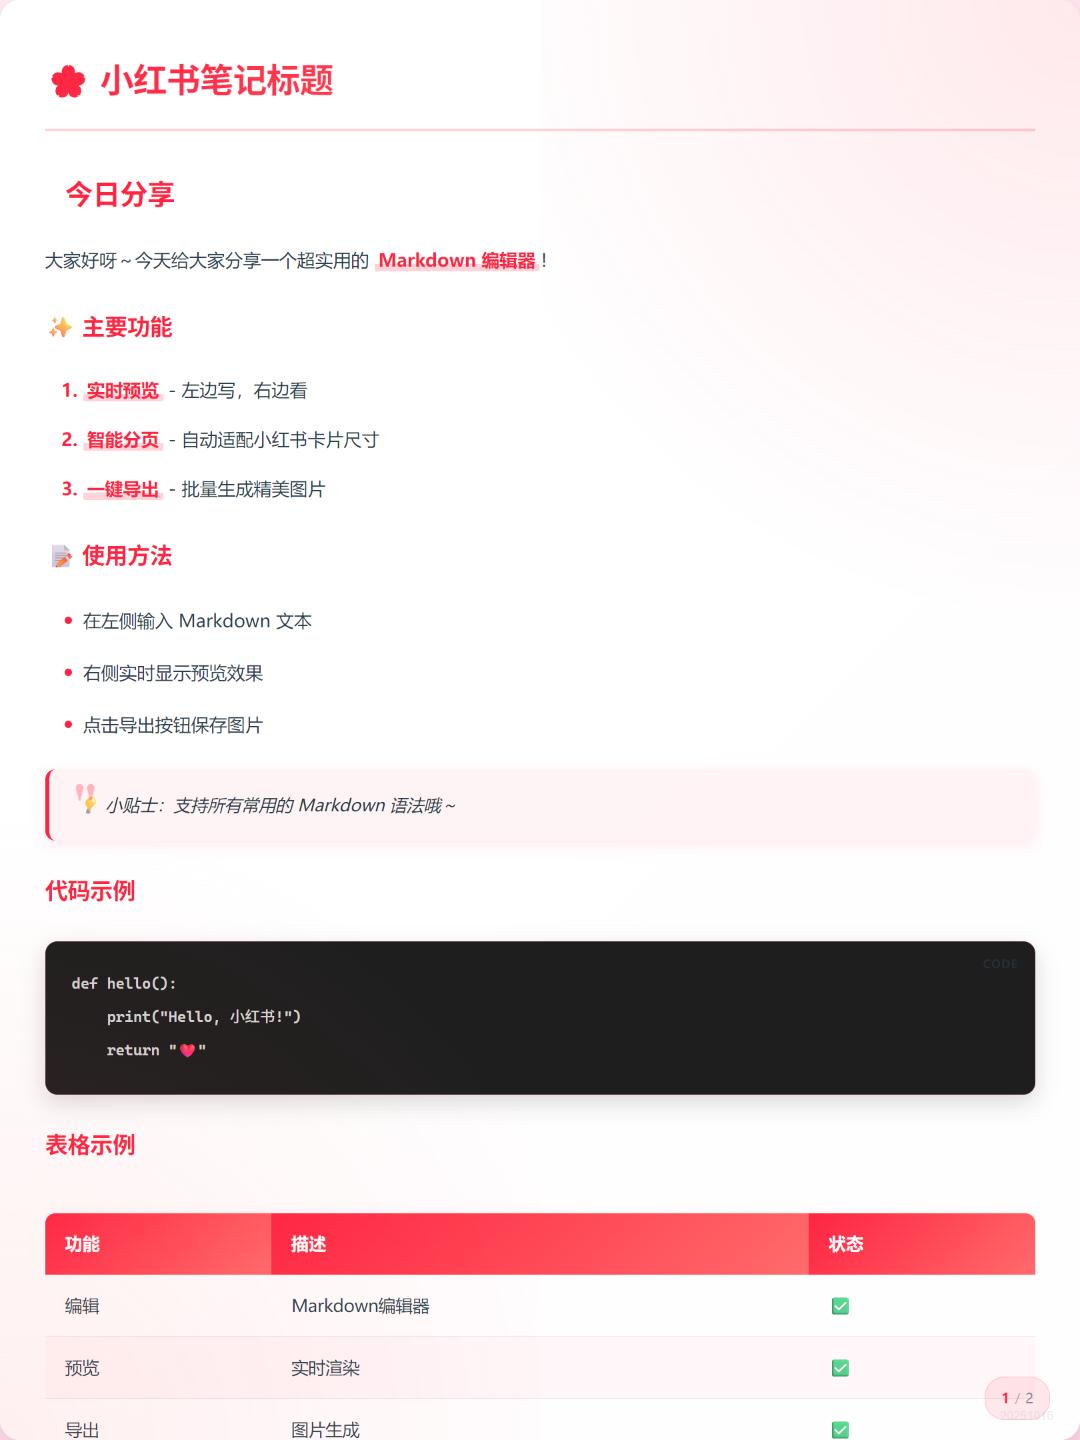 🌸 小红书笔记标题
今日分享
大家好呀～今天给大家分享一个超实用的 Markdown 编辑器！
✨ 主要功能
1. 实时预览 - 左边写，右边看
2. 智能分页 - 自动适配小红书卡片尺寸
3. 一键导出 - 批量生成精美图片
📝 使用方法
• 在左侧输入 Markdown 文本
• 右侧实时显示预览效果
• 点击导出按钮保存图片
" 💡 小贴士：支持所有常用的 Markdown 语法哦～
代码示例
CODE
def hello():
    print("Hello, 小红书!")
    return "💗"
表格示例
功能 描述 状态
编辑 Markdown编辑器 ✅
预览 实时渲染 ✅
导出 图片生成 ✅
1 / 2
20251016